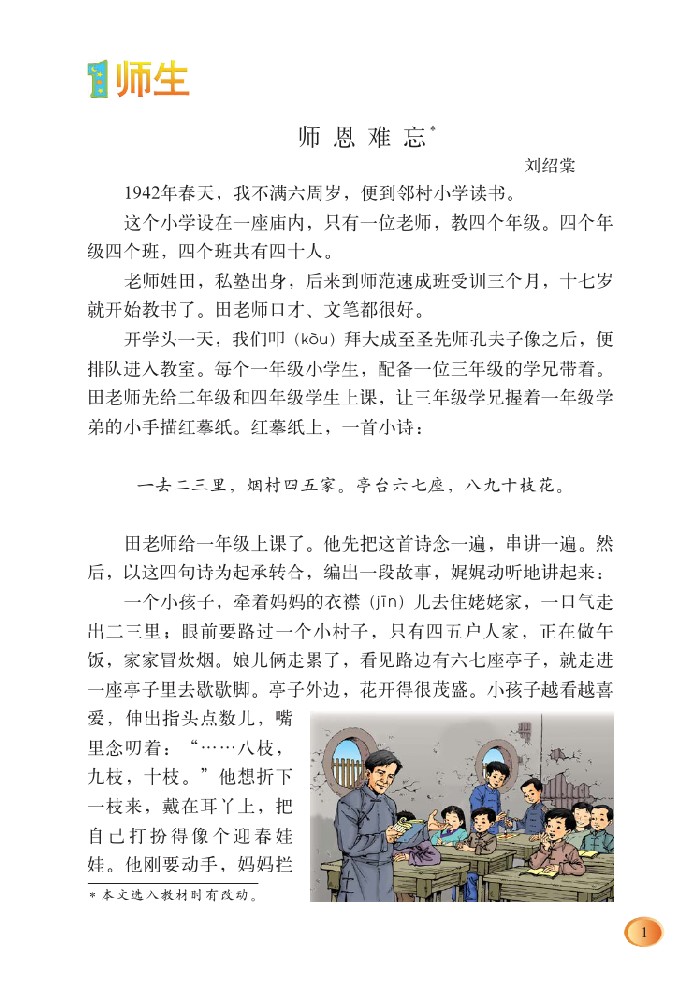 1 师生
师恩难忘*
刘绍棠
1942年春天，我不满六周岁，便到邻村小学读书。
这个小学设在一座庙内，只有一位老师，教四个年级。四个年
级四个班，四个班共有四十人。
老师姓田，私塾出身，后来到师范速成班受训三个月，十七岁
就开始教书了。田老师口才、文笔都很好。
开学头一天，我们叩（kòu）拜大成至圣先师孔夫子像之后，便
排队进入教室。每个一年级小学生，配备一位三年级的学兄带着。
田老师先给二年级和四年级学生上课，让三年级学兄握着一年级学
弟的小手描红摹纸。红摹纸上，一首小诗：
一去二三里，烟村四五家。亭台六七座，八九十枝花。
田老师给一年级上课了。他先把这首诗念一遍，串讲一遍。然
后，以这四句诗为起承转合，编出一段故事，娓娓动听地讲起来：
一个小孩子，牵着妈妈的衣襟（jīn）儿去住姥姥家，一口气走
出二三里；眼前要路过一个小村子，只有四五户人家，正在做午
饭，家家冒炊烟。娘儿俩走累了，看见路边有六七座亭子，就走进
一座亭子里去歇歇脚。亭子外边，花开得很茂盛。小孩子越看越喜
爱，伸出指头点数儿，嘴
里念叨着：“……八枝，
九枝，十枝。”他想折下
一枝来，戴在耳丫上，把
自己打扮得像个迎春娃
娃。他刚要动手，妈妈拦
* 本文选入教材时有改动。
1